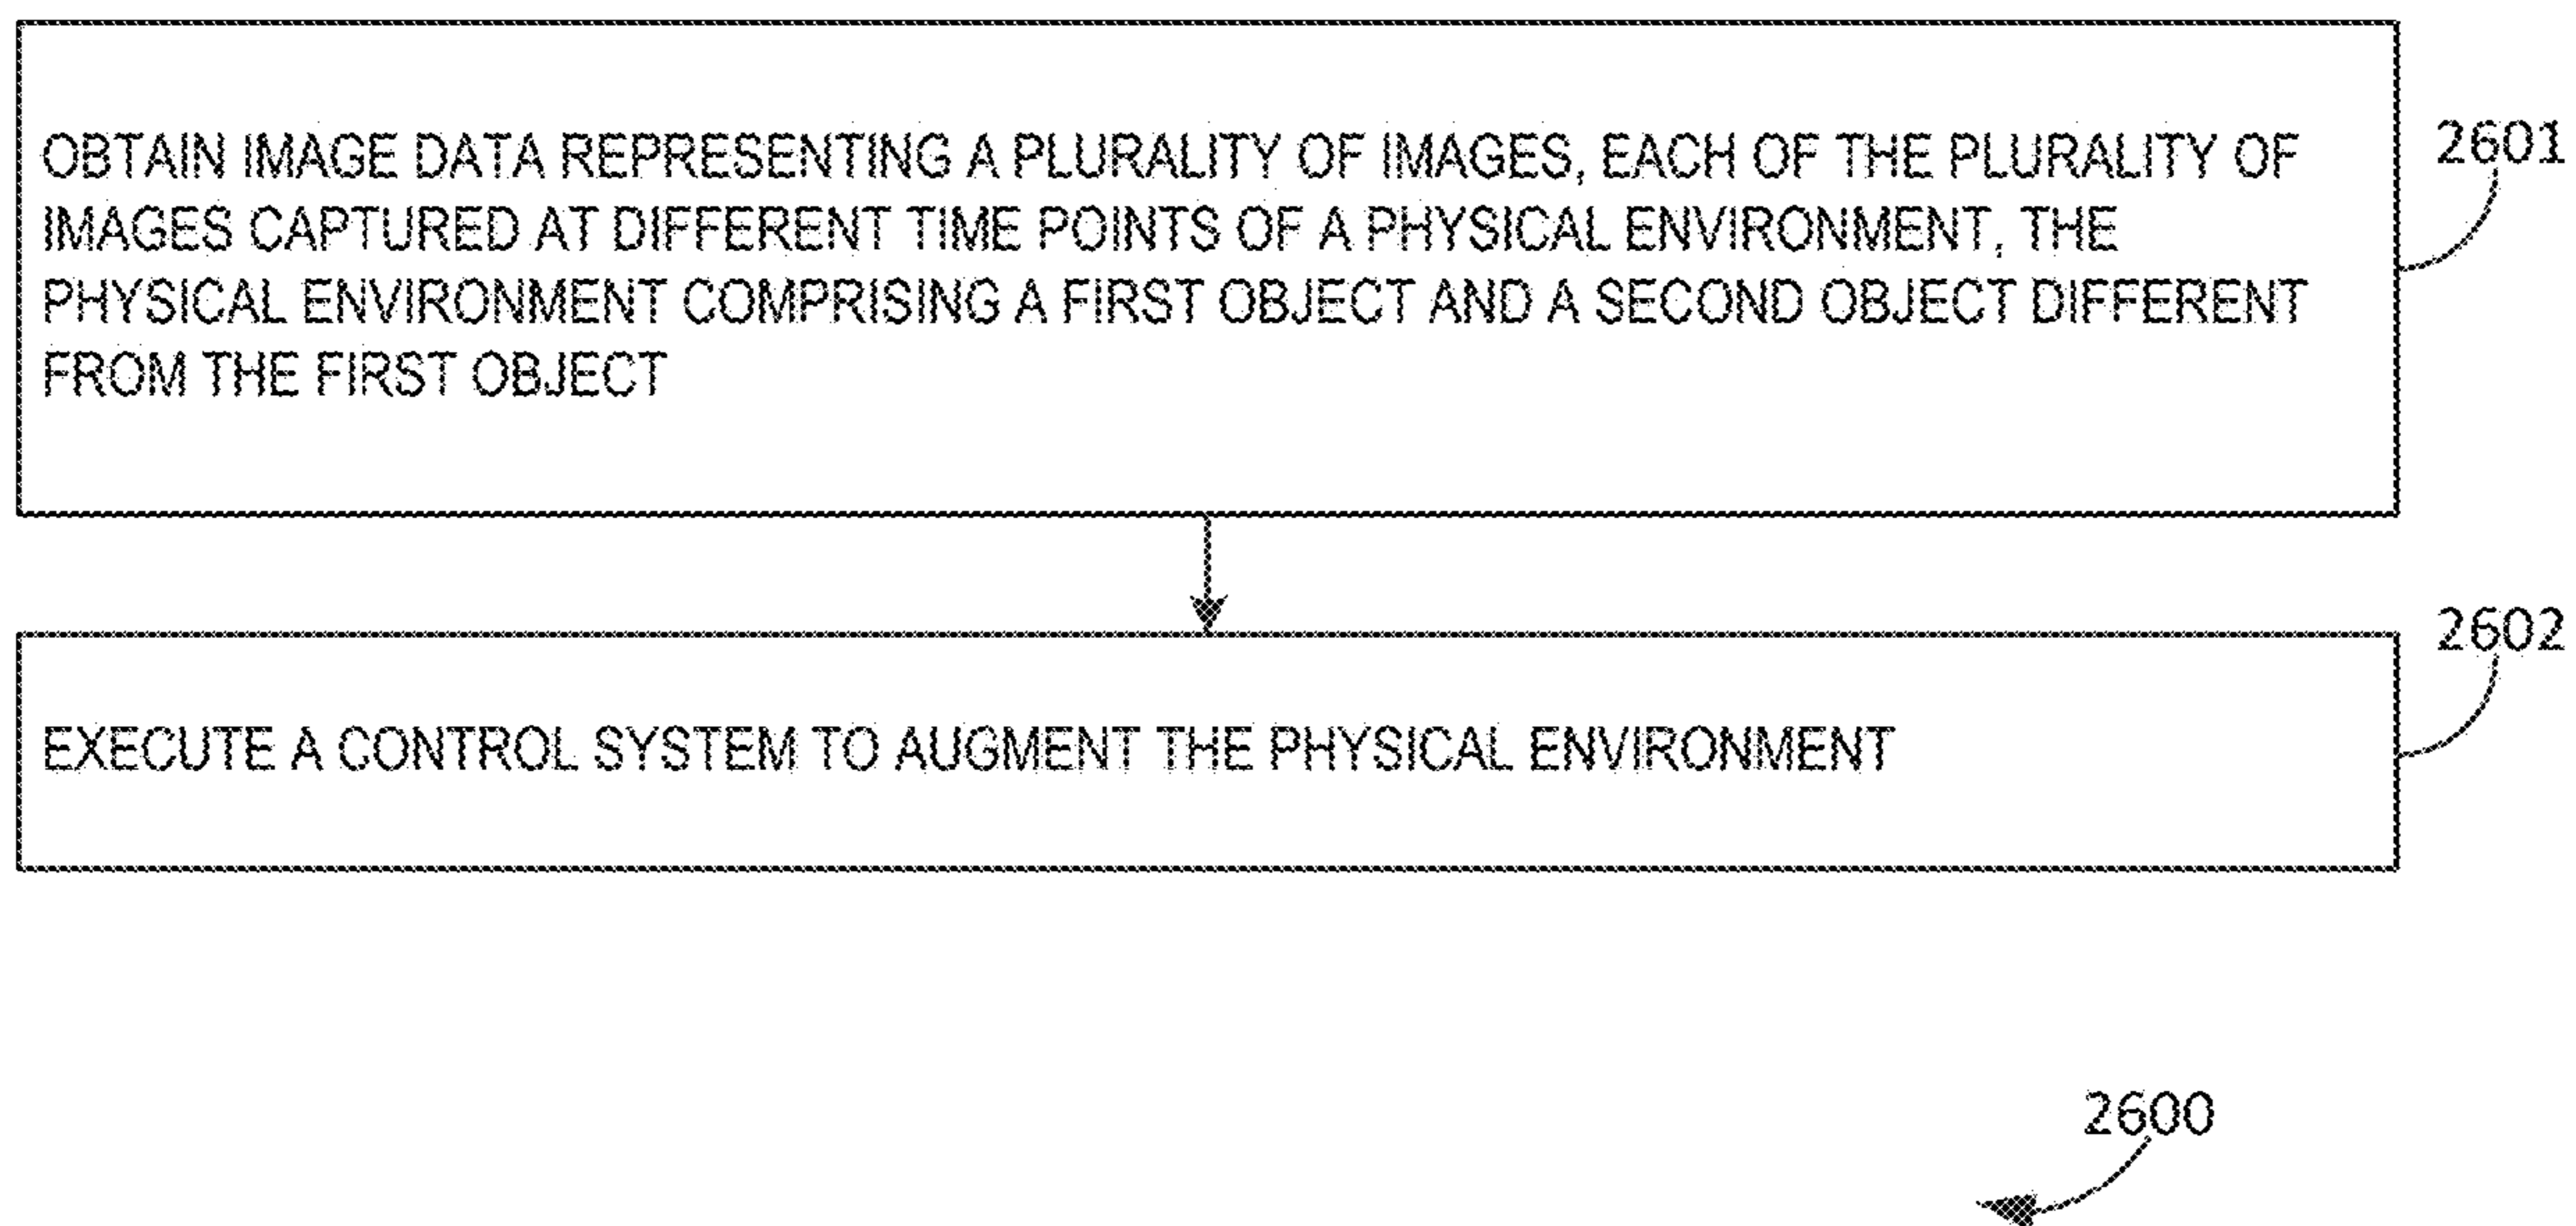 OBTAIN IMAGE DATA REPRESENTING A PLURALITY OF IMAGES, EACH OF THE PLURALITY OF
IMAGES CAPTURED AT DIFFERENT TIME POINTS OF A PHYSICAL ENVIRONMENT, THE
PHYSICAL ENVIRONMENT COMPRISING A FIRST OBJECT AND A SECOND OBJECT DIFFERENT
FROM THE FIRST OBJECT
2601
EXECUTE A CONTROL SYSTEM TO AUGMENT THE PHYSICAL ENVIRONMENT
2602
2600